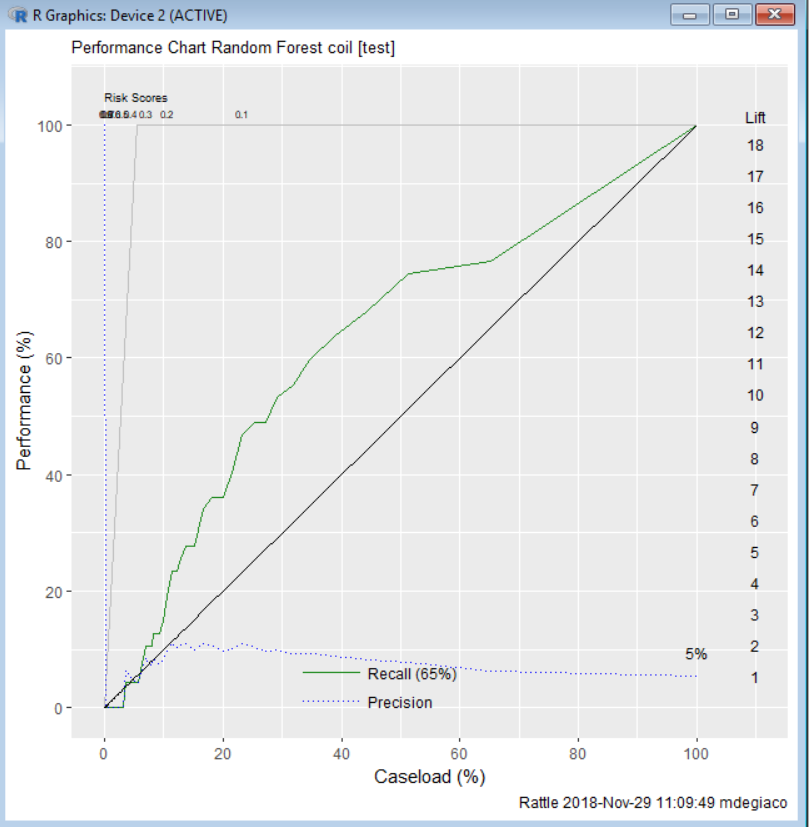 R Graphics: Device 2 (ACTIVE)
Performance Chart Random Forest coil [test]
Risk Scores
0.4 0.3 0.2 0.1
Lift
100
18
17
16
15
80
14
13
12
60
11
10
9
40
8
7
6
5
20
4
3
5%
2
Recall (65%)
1
0
Precision
0 20 40 60 80 100
Performance (%)
Caseload (%)
Rattle 2018-Nov-29 11:09:49 mdegiaco